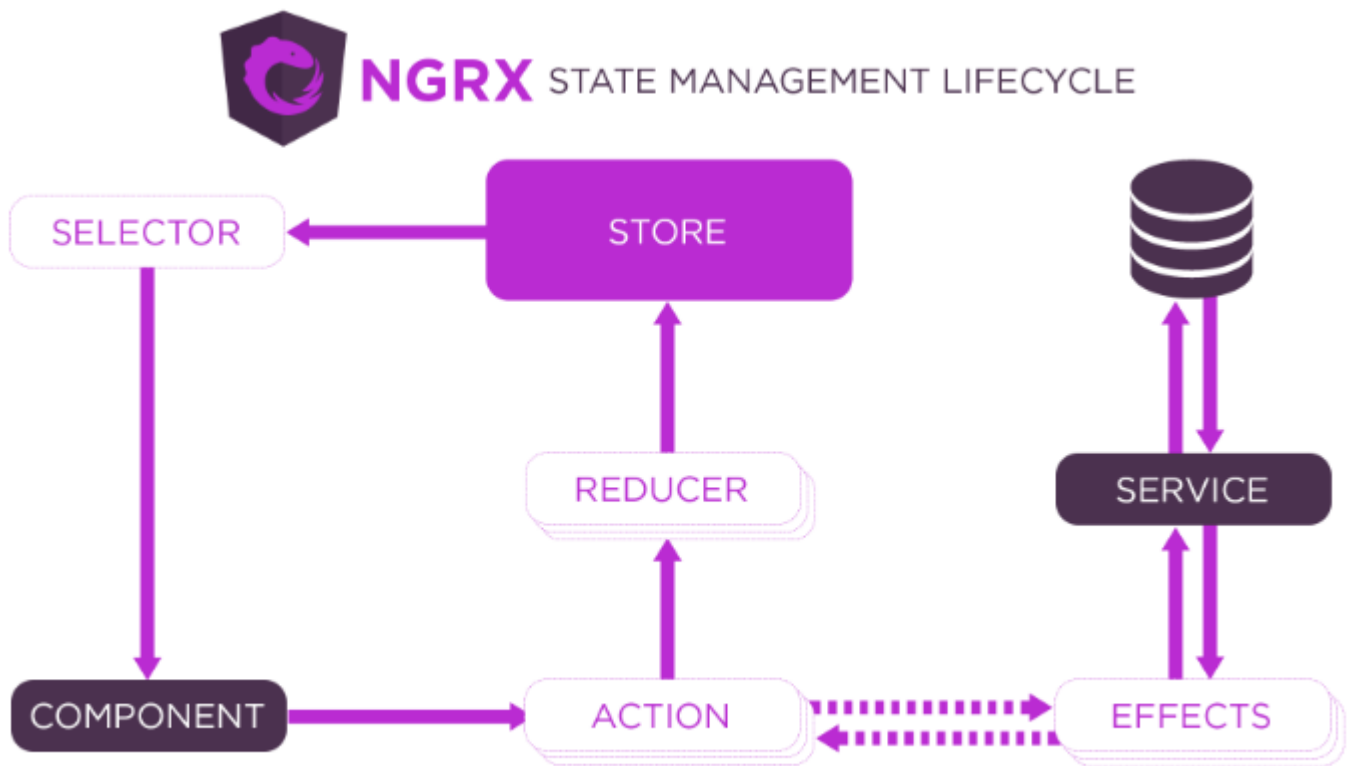 NGRX STATE MANAGEMENT LIFECYCLE
SELECTOR
STORE
REDUCER
SERVICE
COMPONENT
ACTION
EFFECTS